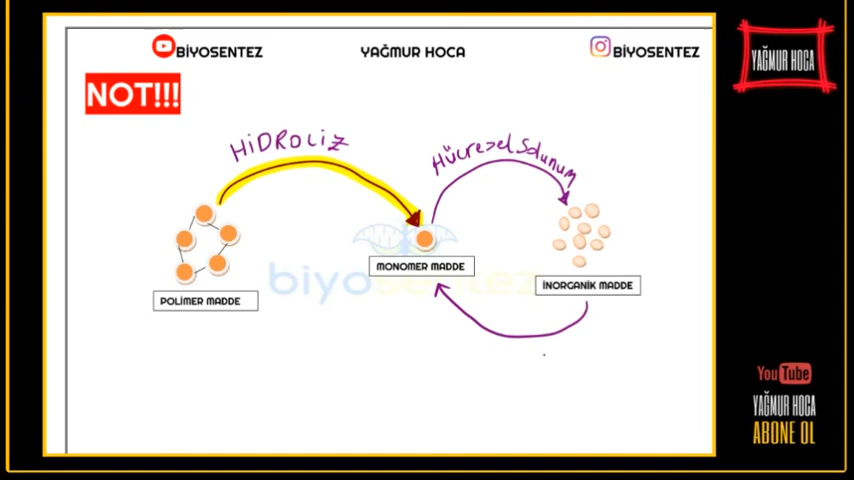 BİYOSENTEZ
YAĞMUR HOCA
BİYOSENTEZ
YAĞMUR HOCA
NOT!!!
HİDROLİZ
Hücresel Solunum
MONOMER MADDE
biyosentez
İNORGANİK MADDE
POLİMER MADDE
YouTube
YAĞMUR HOCA
ABONE OL